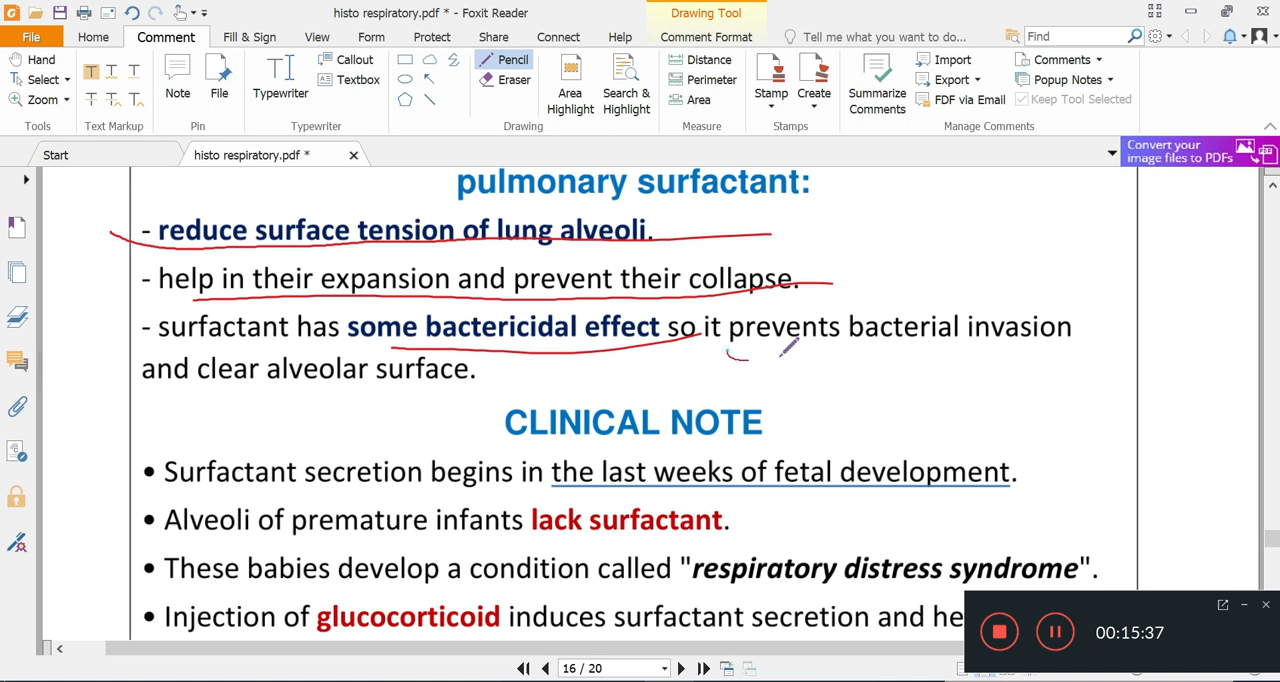 histo respiratory.pdf * - Foxit Reader
Drawing Tool
File
Home
Comment
Fill & Sign
View
Form
Protect
Share
Connect
Help
Comment Format
Tell me what you want to do...
Find
Hand
Select
Zoom
Tools
Text Markup
Note
File
Pin
Typewriter
Callout
Textbox
Typewriter
Pencil
Eraser
Area
Highlight
Search &
Highlight
Drawing
Distance
Perimeter
Area
Measure
Stamp
Create
Stamps
Summarize
Comments
Import
Export
FDF via Email
Comments
Popup Notes
Keep Tool Selected
Manage Comments
Start
histo respiratory.pdf *
Convert your
image files to PDFs
pulmonary surfactant:
- reduce surface tension of lung alveoli.
- help in their expansion and prevent their collapse.
- surfactant has some bactericidal effect so it prevents bacterial invasion
and clear alveolar surface.
CLINICAL NOTE
• Surfactant secretion begins in the last weeks of fetal development.
• Alveoli of premature infants lack surfactant.
• These babies develop a condition called "respiratory distress syndrome".
• Injection of glucocorticoid induces surfactant secretion and
00:15:37
16 / 20